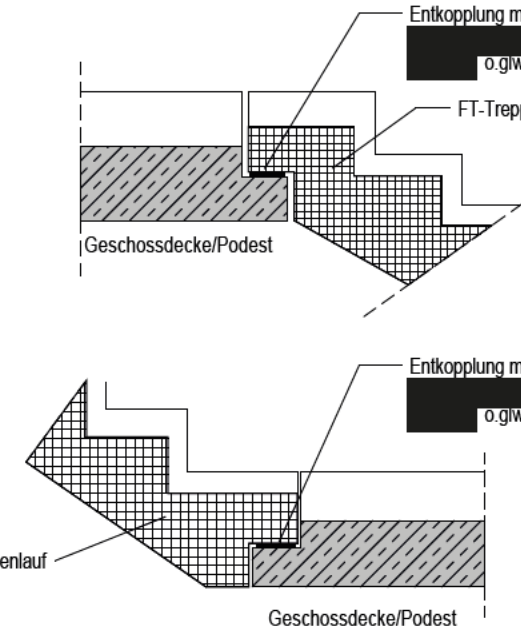 Entkopplung m
o.glw
FT-Trepp
Geschossdecke/Podest
Entkopplung m
o.glw
enlauf
Geschossdecke/Podest